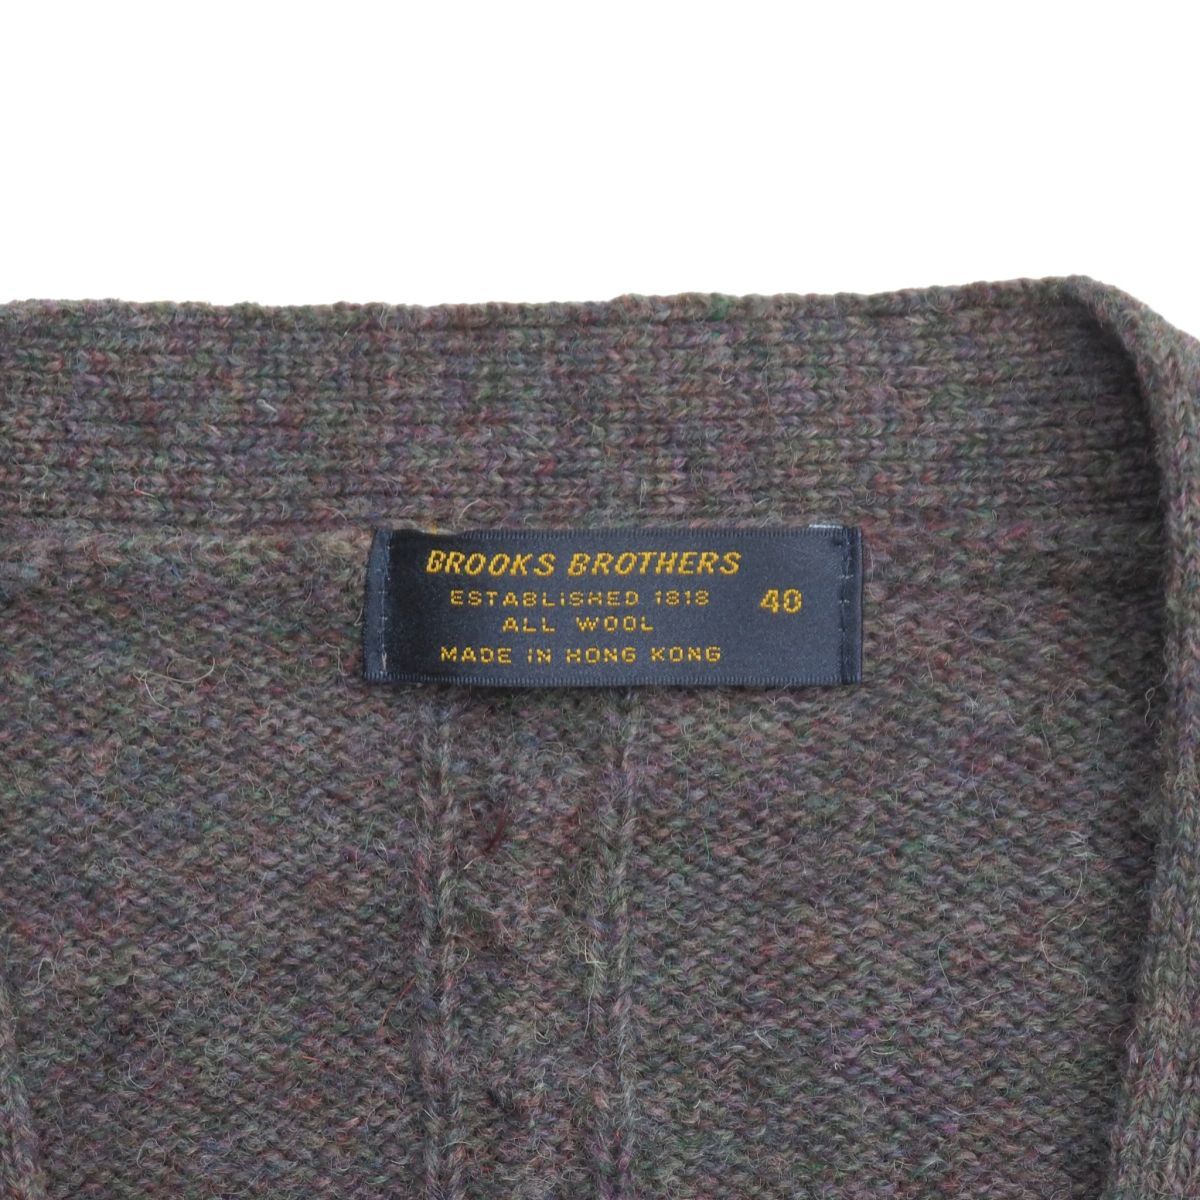 BROOKS BROTHERS
ESTABLiSHED 1818 40
ALL WOOL
MADE IN HONG KONG